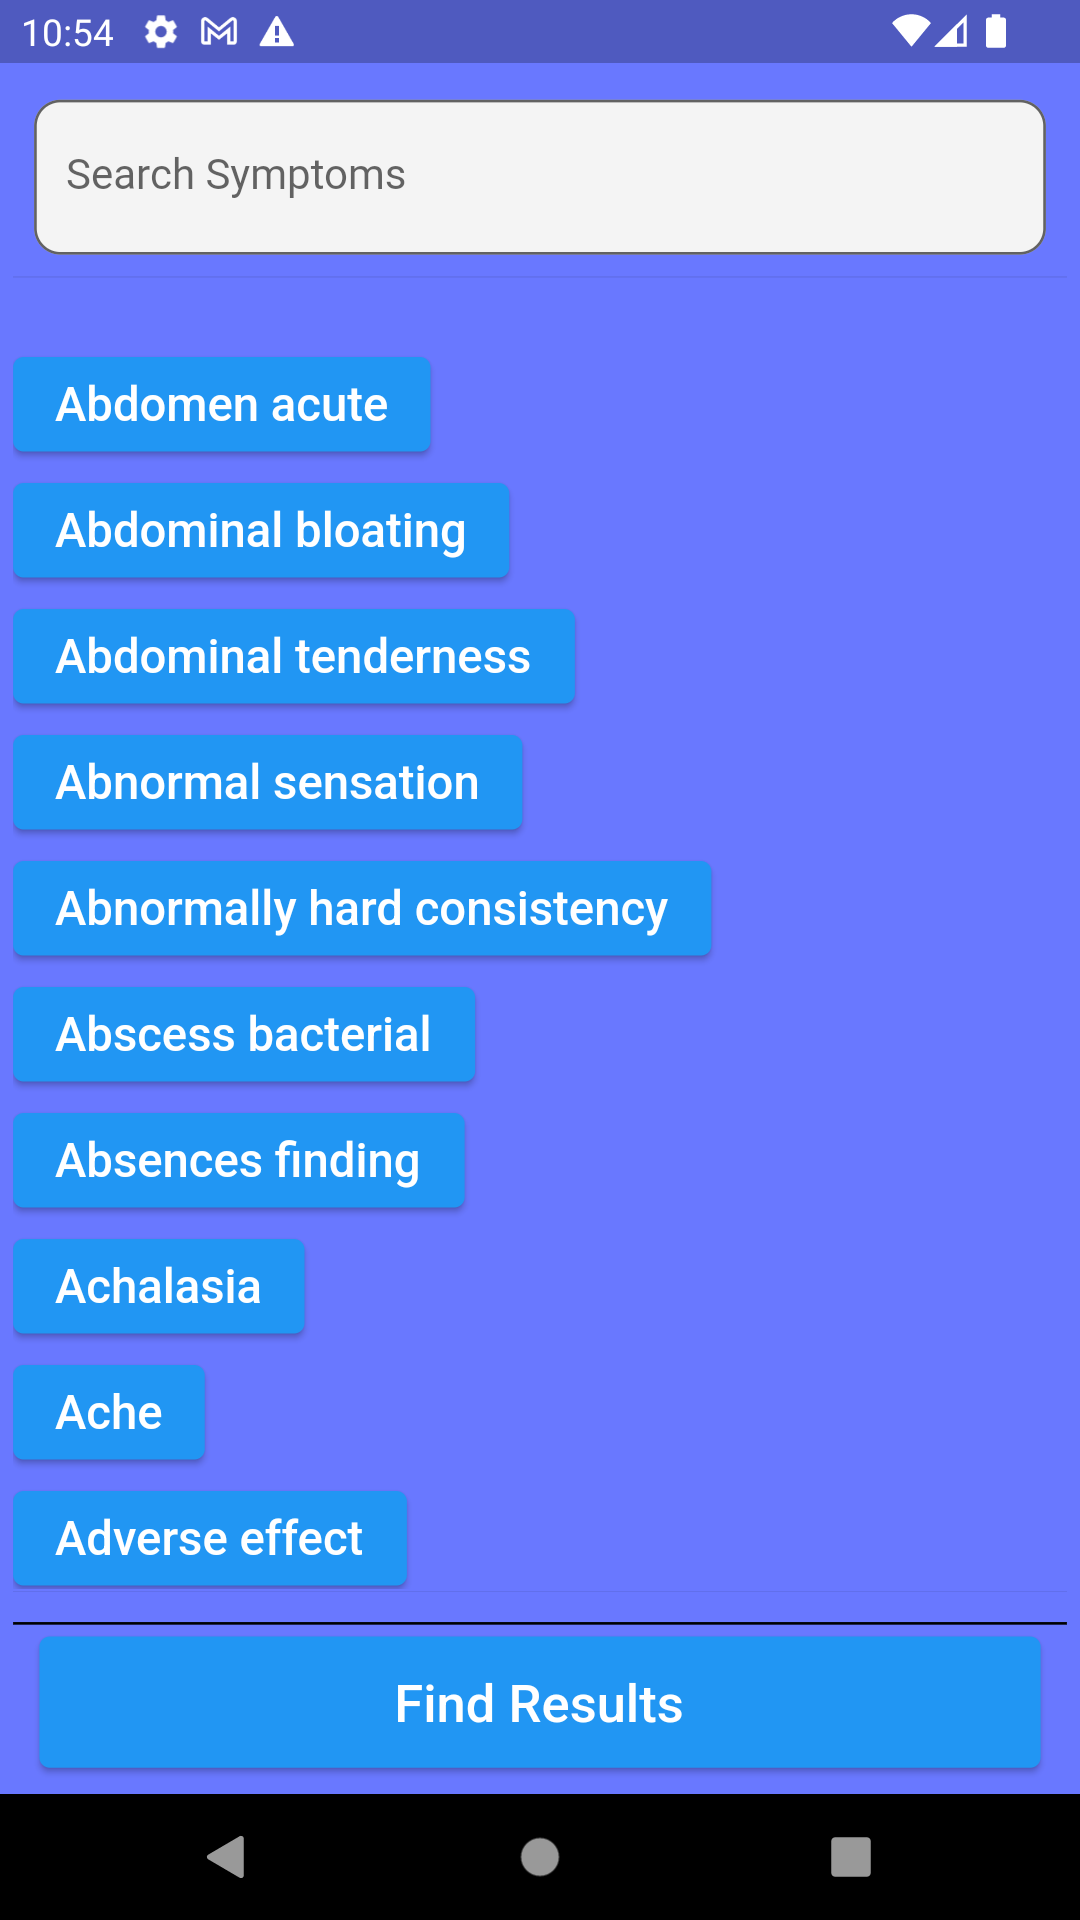 10:54
Search Symptoms
Abdomen acute
Abdominal bloating
Abdominal tenderness
Abnormal sensation
Abnormally hard consistency
Abscess bacterial
Absences finding
Achalasia
Ache
Adverse effect
Find Results